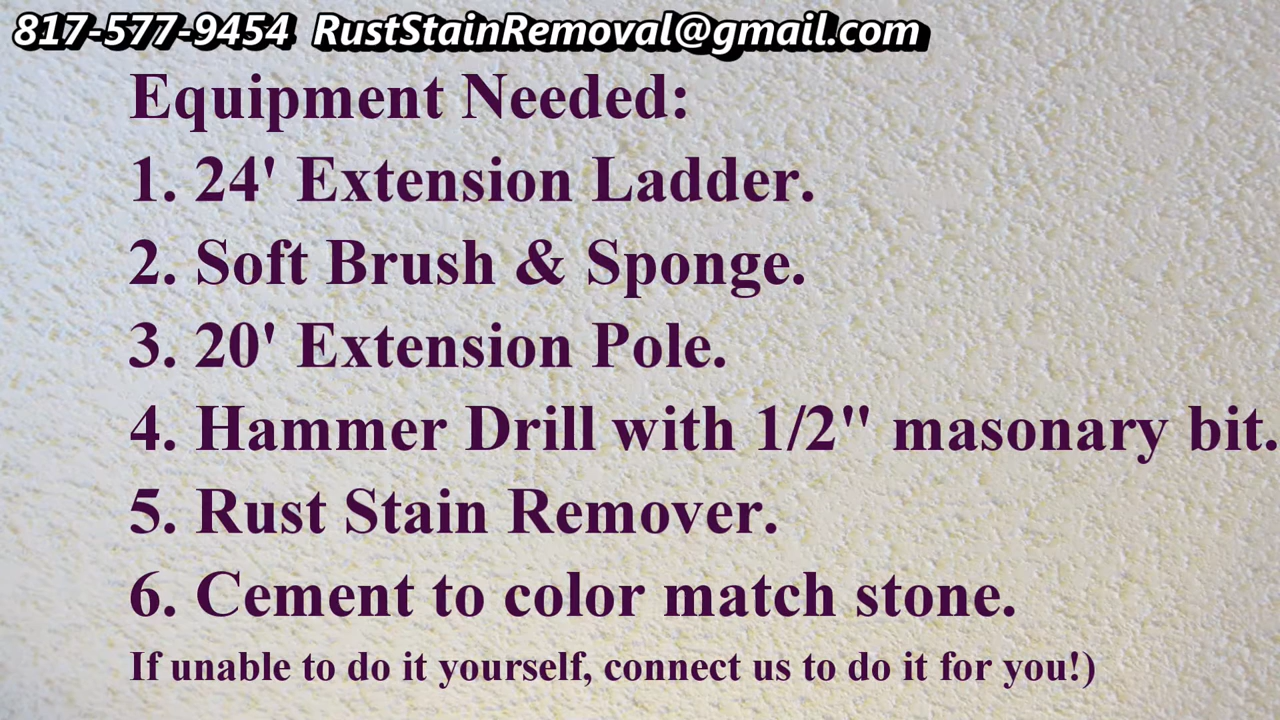 817-577-9454 RustStainRemoval@gmail.com
Equipment Needed:
1. 24' Extension Ladder.
2. Soft Brush & Sponge.
3. 20' Extension Pole.
4. Hammer Drill with 1/2" masonary bit.
5. Rust Stain Remover.
6. Cement to color match stone.
If unable to do it yourself, connect us to do it for you!)